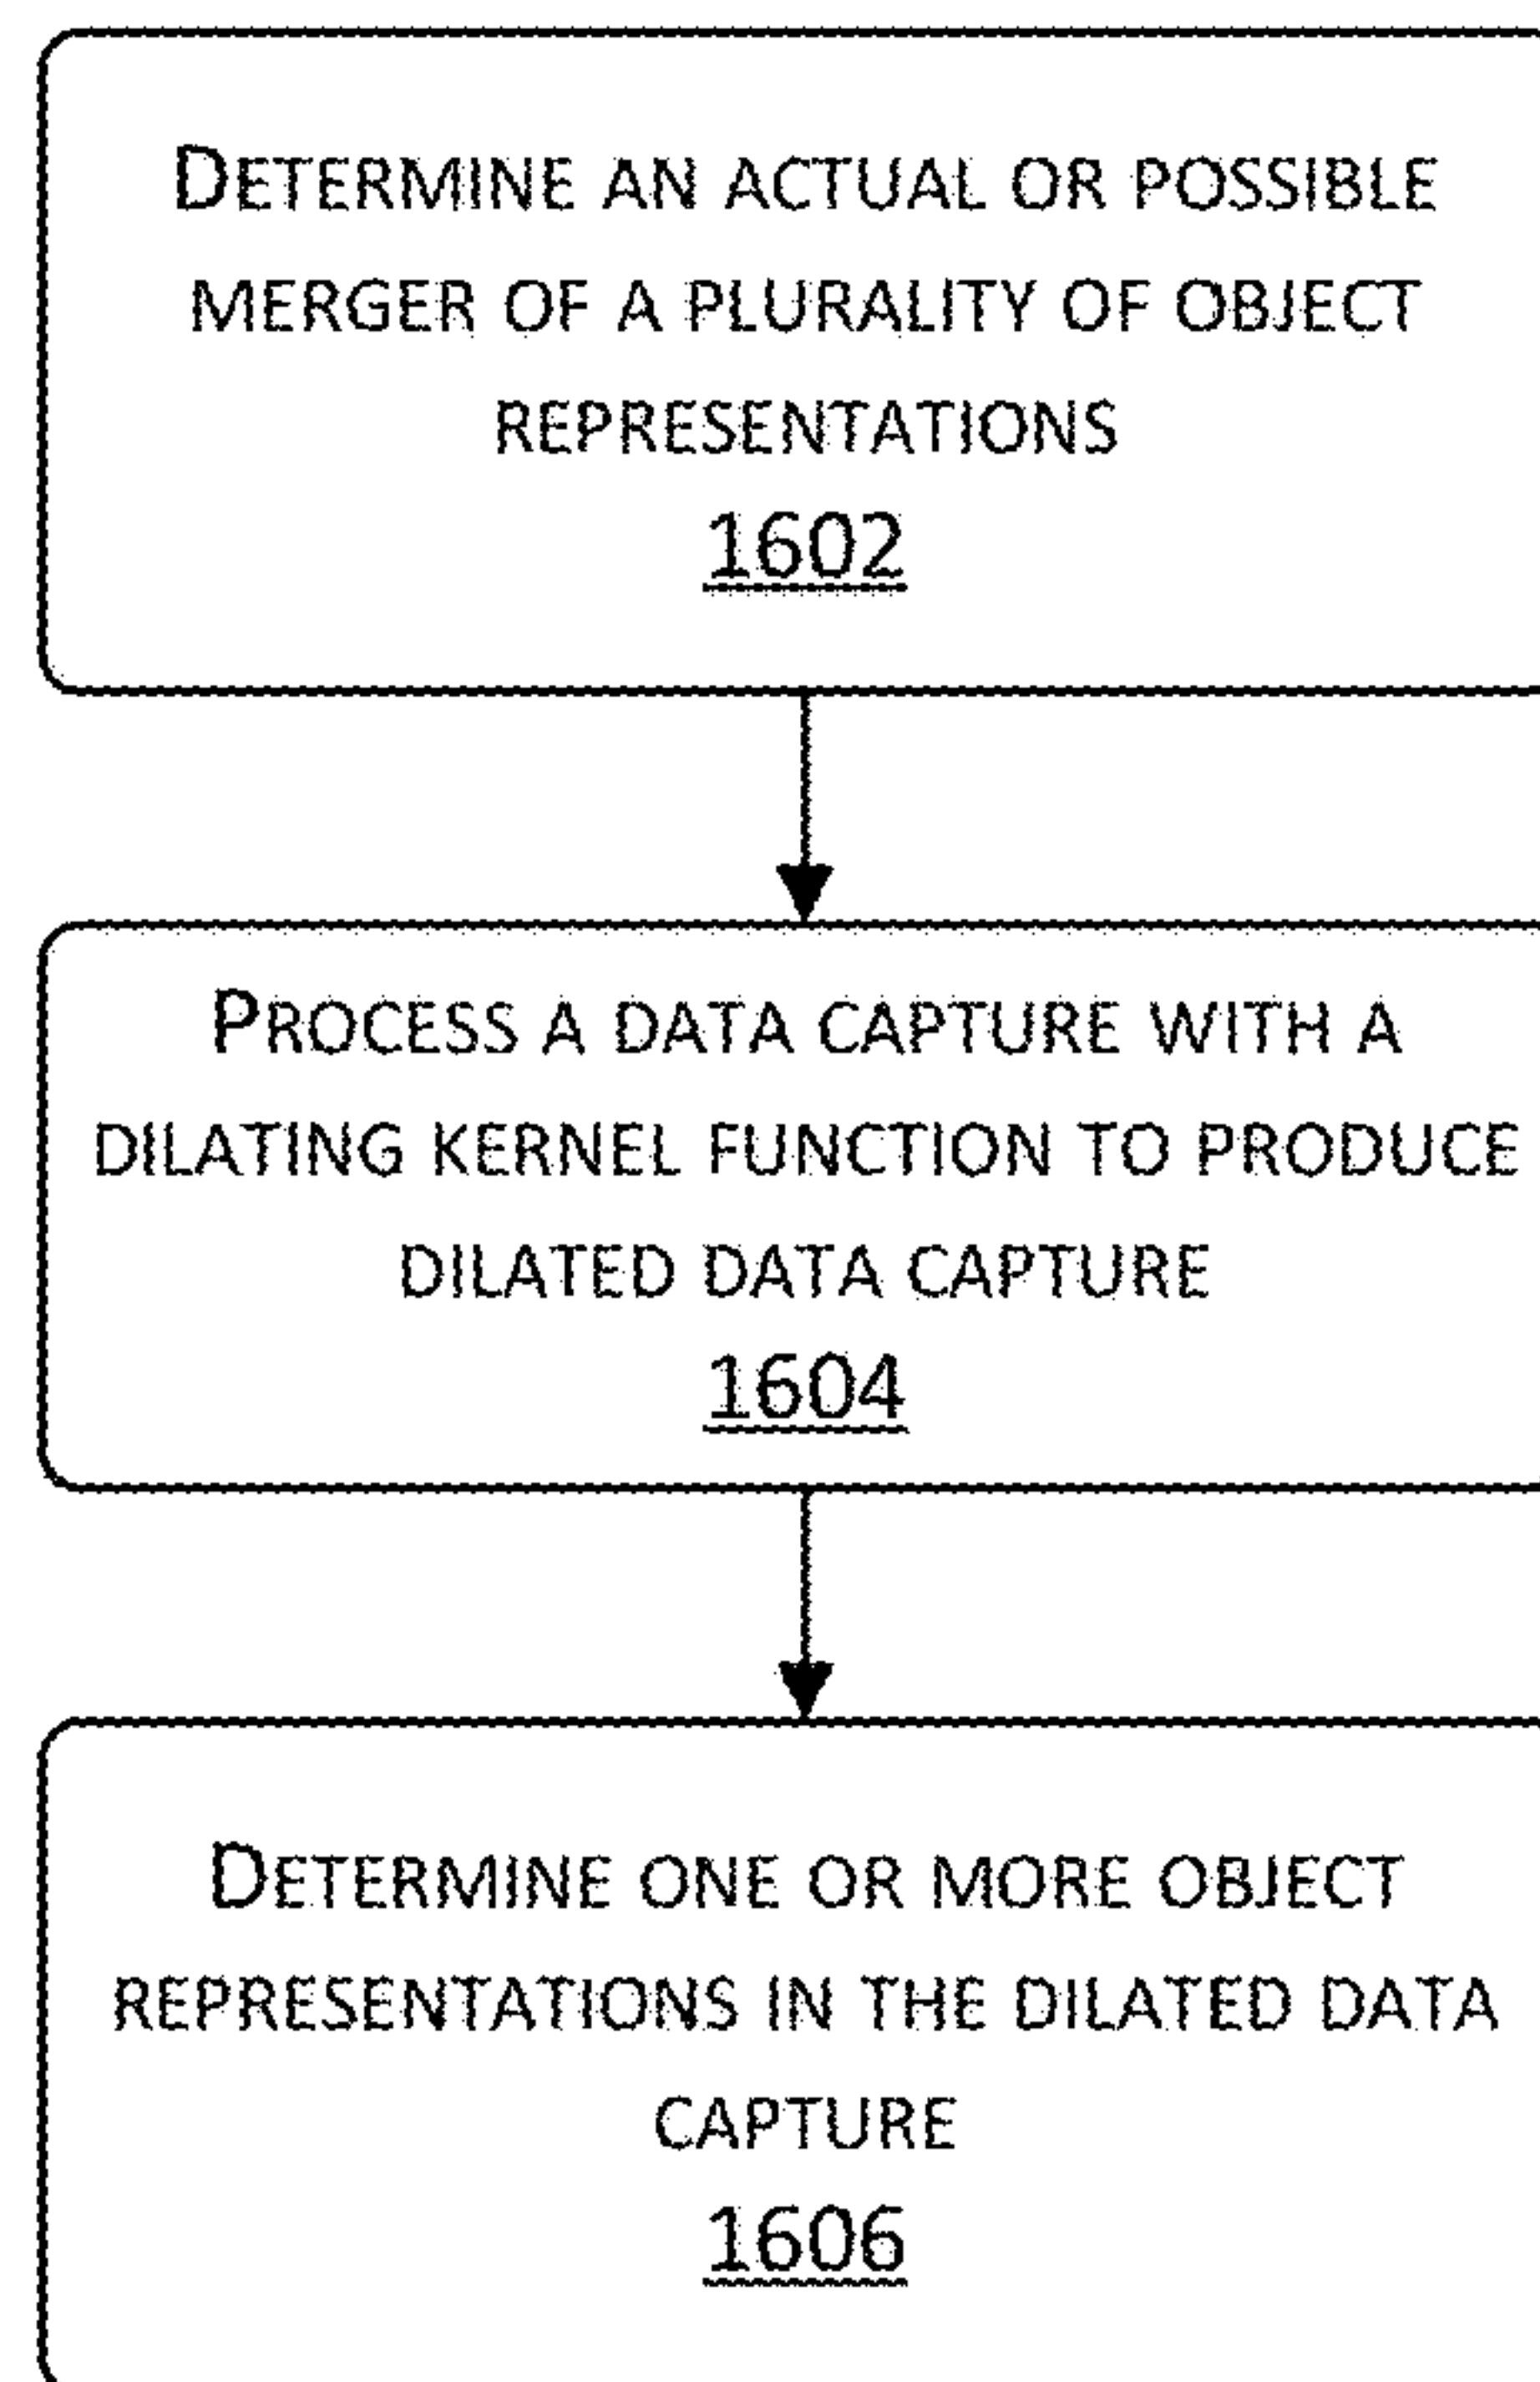 DETERMINE AN ACTUAL OR POSSIBLE
MERGER OF A PLURALITY OF OBJECT
REPRESENTATIONS
1602
PROCESS A DATA CAPTURE WITH A
DILATING KERNEL FUNCTION TO PRODUCE
DILATED DATA CAPTURE
1604
DETERMINE ONE OR MORE OBJECT
REPRESENTATIONS IN THE DILATED DATA
CAPTURE
1606